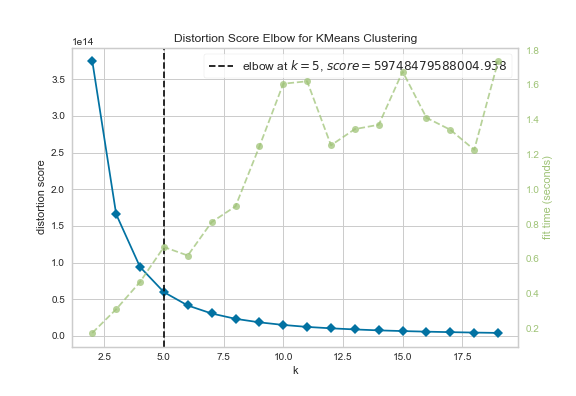 Distortion Score Elbow for KMeans Clustering
1e14
elbow at k = 5, score = 59748479588004.938
3.5
3.0
2.5
2.0
1.5
1.0
0.5
0.0
distortion score
1.8
1.6
1.4
1.2
1.0
0.8
0.6
0.4
0.2
fit time (seconds)
2.5 5.0 7.5 10.0 12.5 15.0 17.5
k